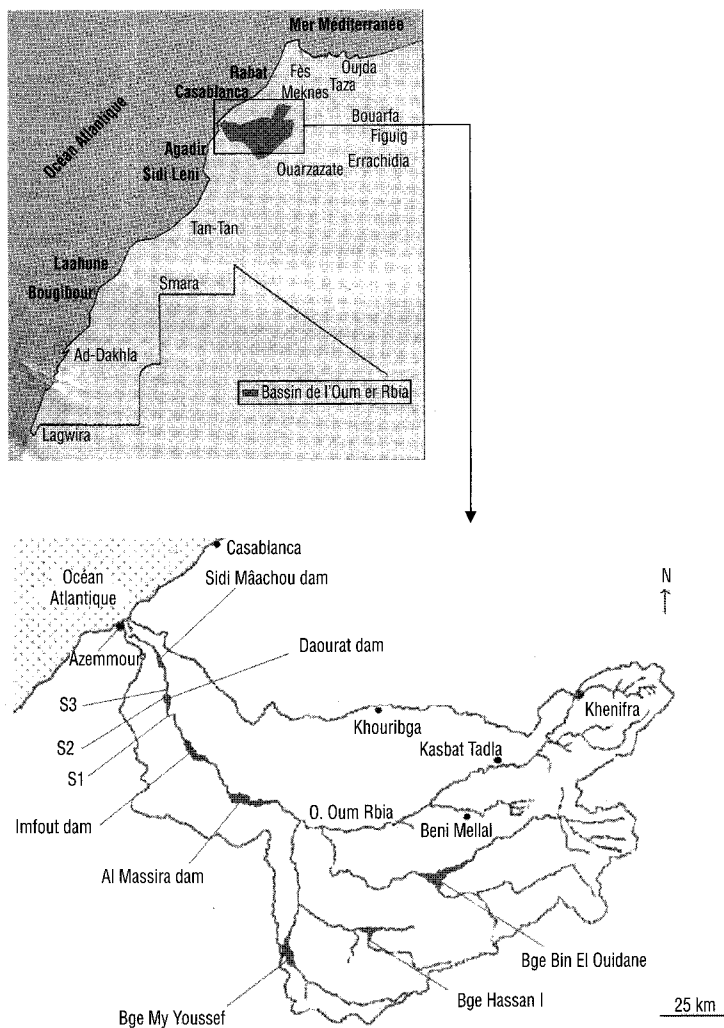 Mer Méditerranée
Oujda
Fès
Rabat
Taza
Casablanca
Meknes
Bouarfa
Figuig
Océan Atlantique
Agadir
Errachidia
Ouarzazate
Sidi Leni
Tan-Tan
Laahune
Smara
Bougibour
Ad-Dakhla
Bassin de l'Oum er Rbia
Lagwira
Casablanca
Océan
Atlantique
Sidi Mâachou dam
N
Azemmour
Daourat dam
S3
Khenifra
Khouribga
S2
Kasbat Tadla
S1
O. Oum Rbia
Imfout dam
Beni Mellal
Al Massira dam
Bge Bin El Ouidane
Bge Hassan I
25 km
Bge My Youssef